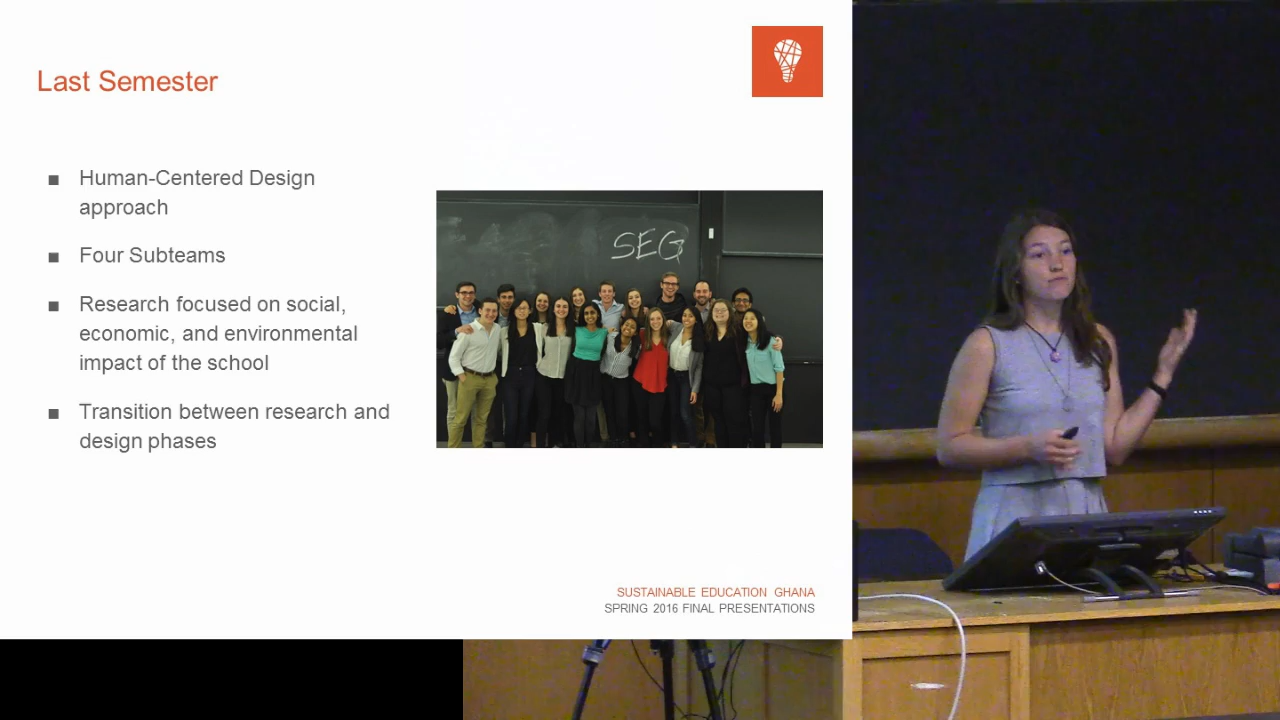 Last Semester
■ Human-Centered Design
approach
■ Four Subteams
■ Research focused on social,
economic, and environmental
impact of the school
■ Transition between research and
design phases
SEG
SUSTAINABLE EDUCATION GHANA
SPRING 2016 FINAL PRESENTATIONS